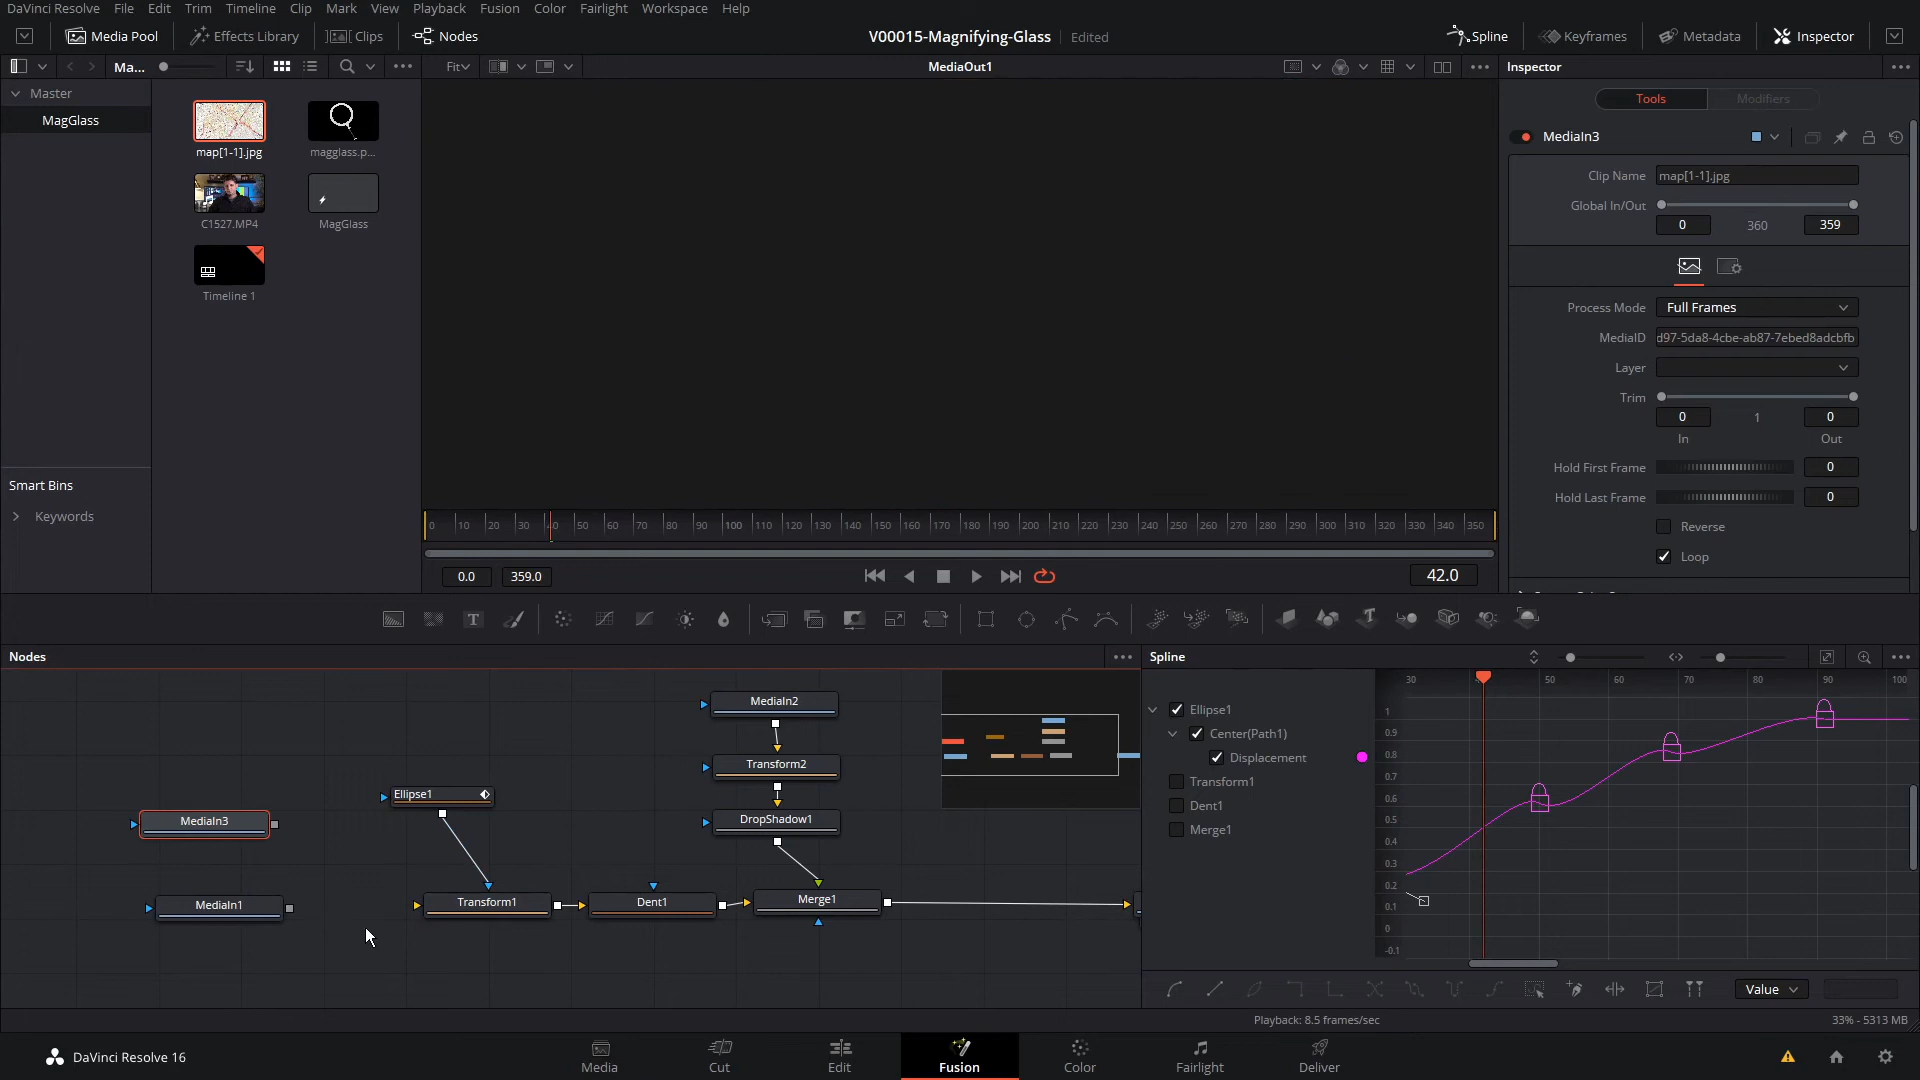 DaVinci Resolve File Edit Trim Timeline Clip Mark View Playback Fusion Color Fairlight Workspace Help
Media Pool Effects Library Clips Nodes V00015-Magnifying-Glass Edited Spline Keyframes Metadata Inspector
Ma... Fit MediaOut1 Inspector
Master
MagGlass
map[1-1].jpg magglass.p...
C1527.MP4 MagGlass
Timeline 1
Smart Bins
Keywords
0 10 20 30 40 50 60 70 80 90 100 110 120 130 140 150 160 170 180 190 200 210 220 230 240 250 260 270 280 290 300 310 320 330 340 350
0.0 359.0 42.0
Tools Modifiers
MediaIn3
Clip Name map[1-1].jpg
Global In/Out
0 360 359
Process Mode Full Frames
MediaID d97-5da8-4cbe-ab87-7ebed8adcbfb
Layer
Trim
0 1 0
In Out
Hold First Frame 0
Hold Last Frame 0
Reverse
Loop
Nodes
MediaIn2
Transform2
Ellipse1
MediaIn3
DropShadow1
MediaIn1
Transform1
Dent1
Merge1
Spline
Ellipse1
Center(Path1)
Displacement
Transform1
Dent1
Merge1
30 50 60 70 80 90 100
1
0.9
0.8
0.7
0.6
0.5
0.4
0.3
0.2
0.1
0
-0.1
Value
Playback: 8.5 frames/sec 33% - 5313 MB
DaVinci Resolve 16
Media Cut Edit Fusion Color Fairlight Deliver